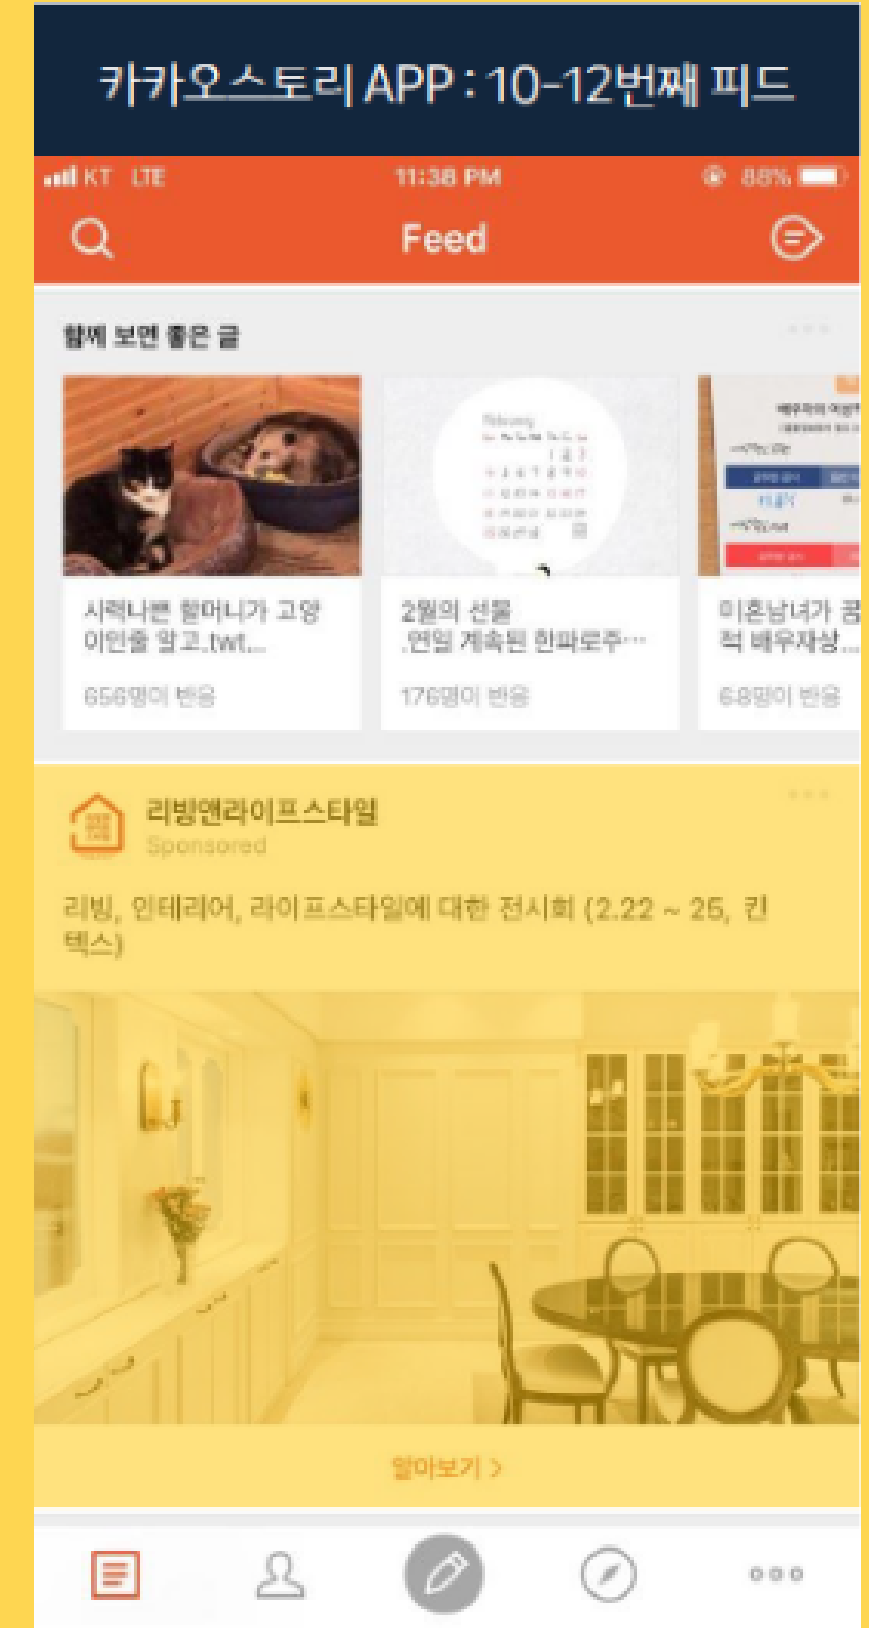 카카오스토리 APP : 10-12번째 피드
KT LTE 11:38 PM 88%
Feed
함께 보면 좋은 글
시력나쁜 할머니가 고양
이인줄 알고.twt...
656명이 반응
2월의 선물
.연일 계속된 한파로주…
176명이 반응
미혼남녀가 꿈
적 배우자상...
68명이 반응
리빙앤라이프스타일
Sponsored
리빙, 인테리어, 라이프스타일에 대한 전시회 (2.22 ~ 25, 킨
텍스)
알아보기 >